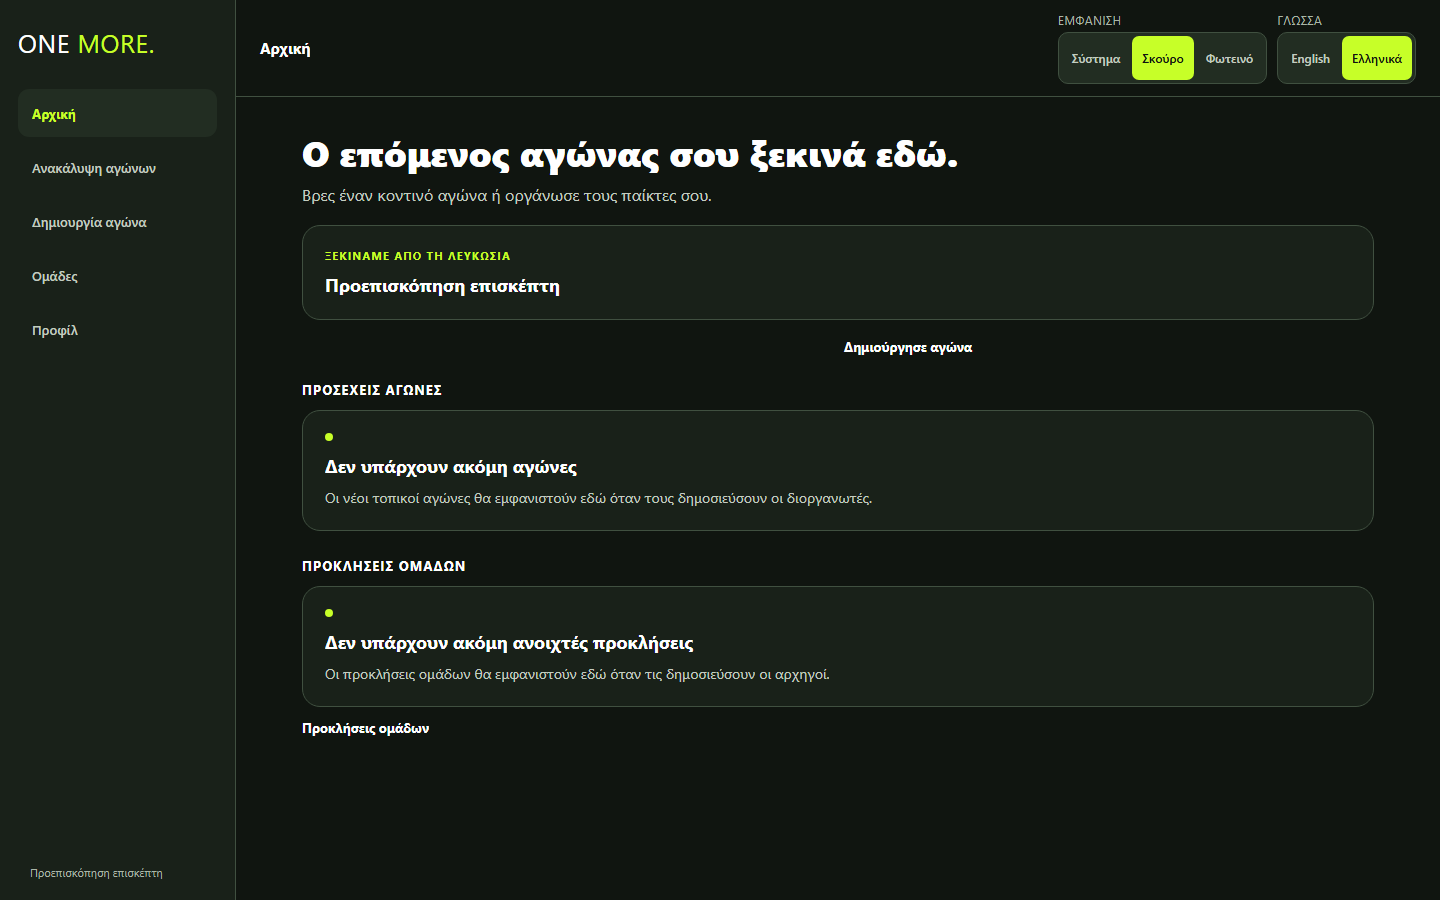 ONE MORE.
Αρχική
Ανακάλυψη αγώνων
Δημιουργία αγώνα
Ομάδες
Προφίλ
Προεπισκόπηση επισκέπτη
Αρχική
ΕΜΦΑΝΙΣΗ
Σύστημα Σκούρο Φωτεινό
ΓΛΩΣΣΑ
English Ελληνικά
Ο επόμενος αγώνας σου ξεκινά εδώ.
Βρες έναν κοντινό αγώνα ή οργάνωσε τους παίκτες σου.
ΞΕΚΙΝΑΜΕ ΑΠΟ ΤΗ ΛΕΥΚΩΣΙΑ
Προεπισκόπηση επισκέπτη
Δημιούργησε αγώνα
ΠΡΟΣΕΧΕΙΣ ΑΓΩΝΕΣ
Δεν υπάρχουν ακόμη αγώνες
Οι νέοι τοπικοί αγώνες θα εμφανιστούν εδώ όταν τους δημοσιεύσουν οι διοργανωτές.
ΠΡΟΚΛΗΣΕΙΣ ΟΜΑΔΩΝ
Δεν υπάρχουν ακόμη ανοιχτές προκλήσεις
Οι προκλήσεις ομάδων θα εμφανιστούν εδώ όταν τις δημοσιεύσουν οι αρχηγοί.
Προκλήσεις ομάδων